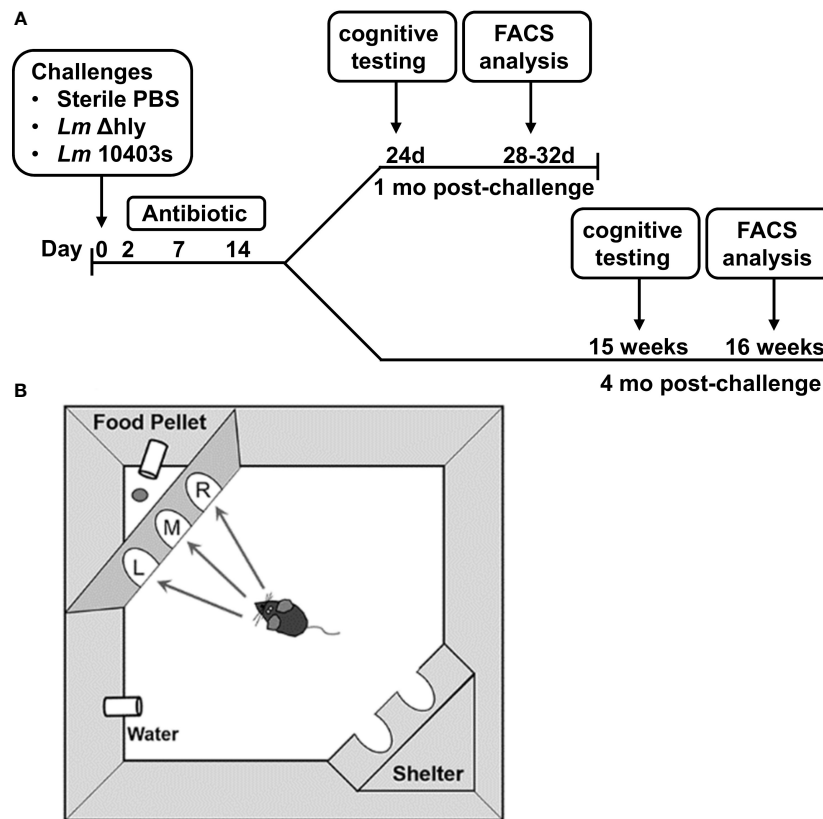 A
cognitive
testing
FACS
analysis
Challenges
• Sterile PBS
• Lm Δhly
• Lm 10403s
24d 28-32d
1 mo post-challenge
Antibiotic
Day 0 2 7 14
cognitive
testing
FACS
analysis
15 weeks 16 weeks
4 mo post-challenge
B
Food Pellet
R
M
L
Water
Shelter